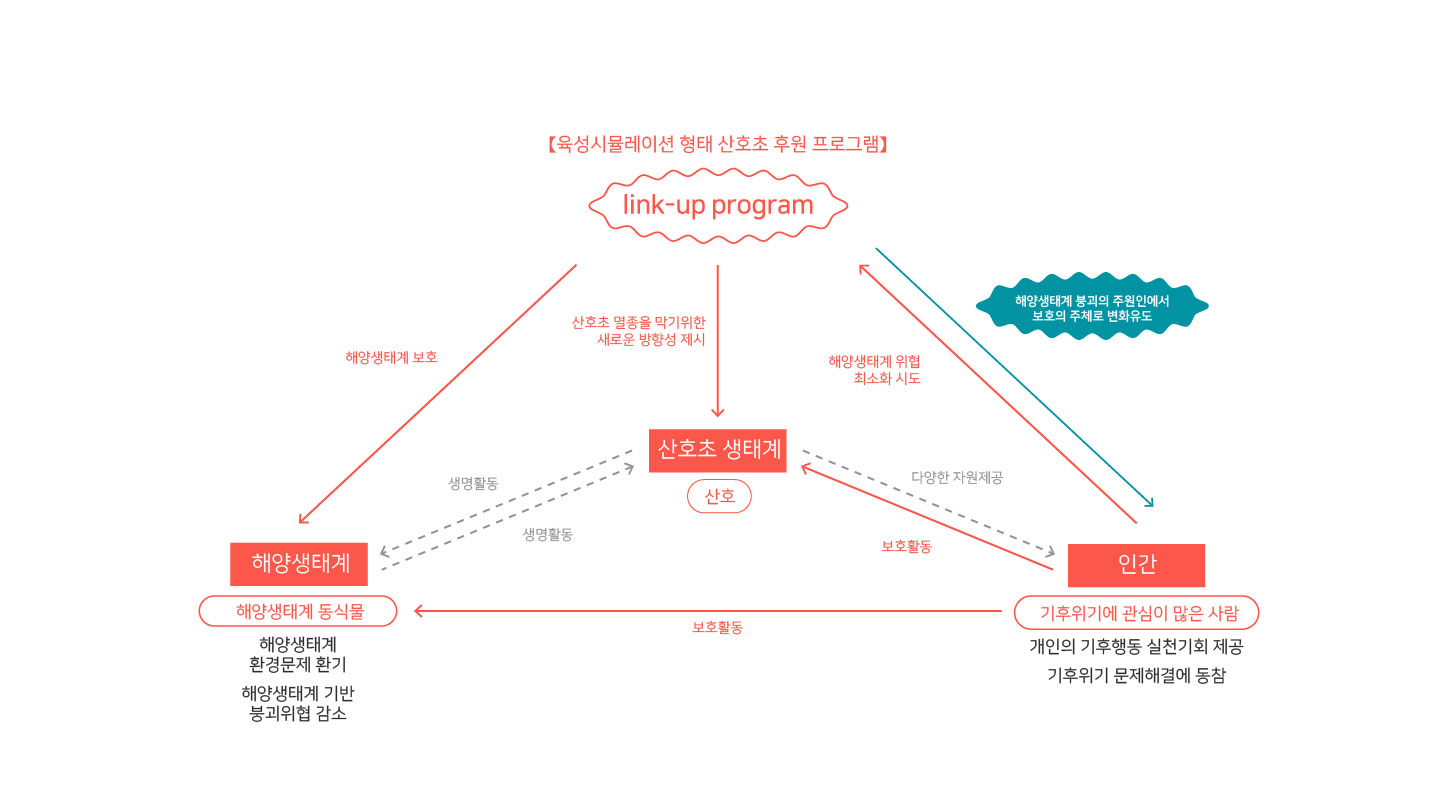 【육성시뮬레이션 형태 산호초 후원 프로그램】
link-up program
해양생태계 붕괴의 주원인에서
보호의 주체로 변화유도
산호초 멸종을 막기위한
새로운 방향성 제시
해양생태계 보호
해양생태계 위협
최소화 시도
산호초 생태계
산호
생명활동
다양한 자원제공
생명활동
보호활동
해양생태계
인간
해양생태계 동식물
기후위기에 관심이 많은 사람
보호활동
해양생태계
환경문제 환기
해양생태계 기반
붕괴위협 감소
개인의 기후행동 실천기회 제공
기후위기 문제해결에 동참